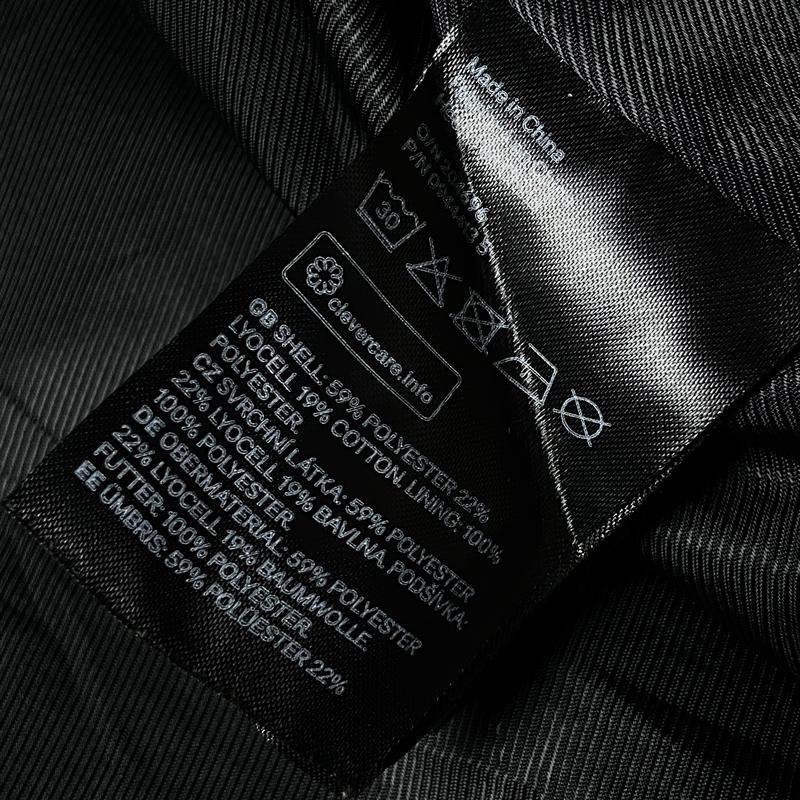 Made in China
O/N
P/N
30
clevercare.info
GB SHELL: 59% POLYESTER 22%
LYOCELL 19% COTTON. LINING: 100%
POLYESTER.
CZ SVRCHNÍ LÁTKA: 59% POLYESTER
22% LYOCELL 19% BAVLNA. PODŠÍVKA:
100% POLYESTER.
DE OBERMATERIAL: 59% POLYESTER
22% LYOCELL 19% BAUMWOLLE.
FUTTER: 100% POLYESTER.
EE ÜMBRIS: 59% POLÜESTER 22%